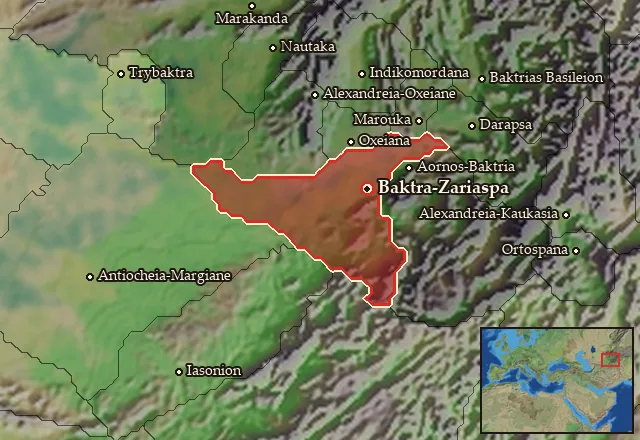 Marakanda
Nautaka
Trybaktra
Indikomordana
Baktrias Basileion
Alexandreia-Oxeiane
Marouka
Darapsa
Oxeiana
Aornos-Baktria
Baktra-Zariaspa
Alexandreia-Kaukasia
Ortospana
Antiocheia-Margiane
Iasonion